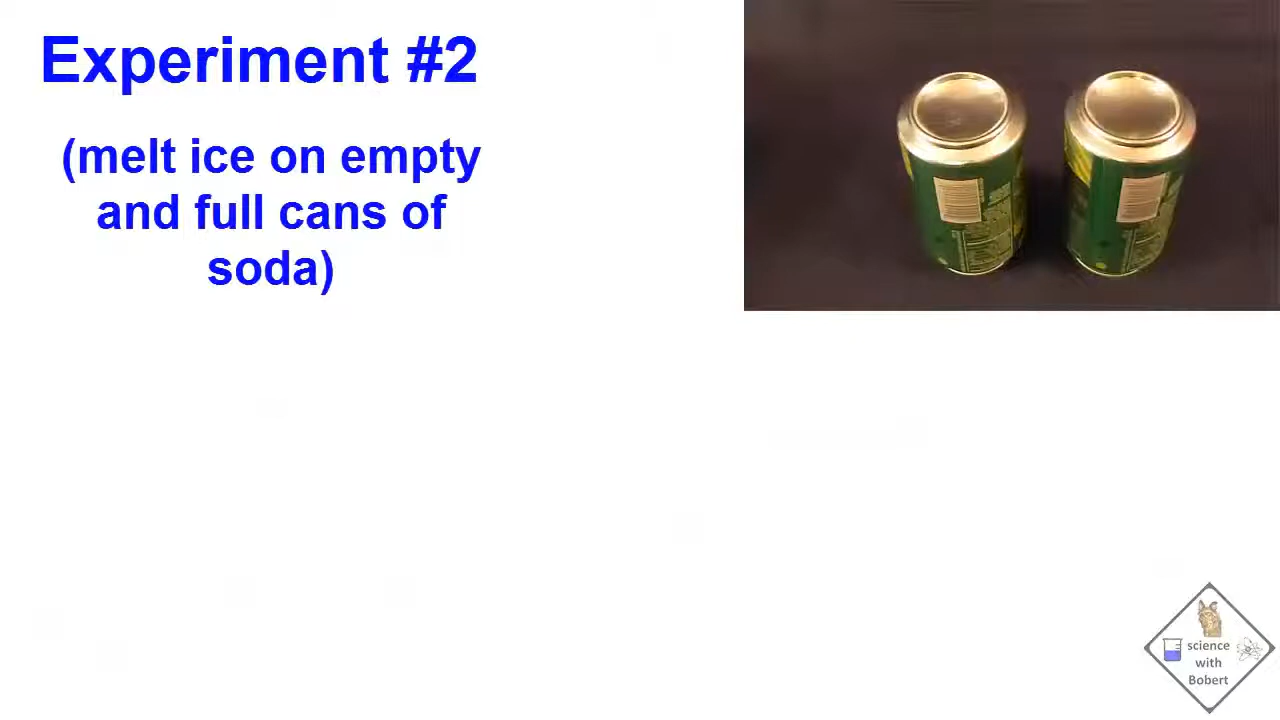 Experiment #2
(melt ice on empty
and full cans of
soda)
science
with
Bobert